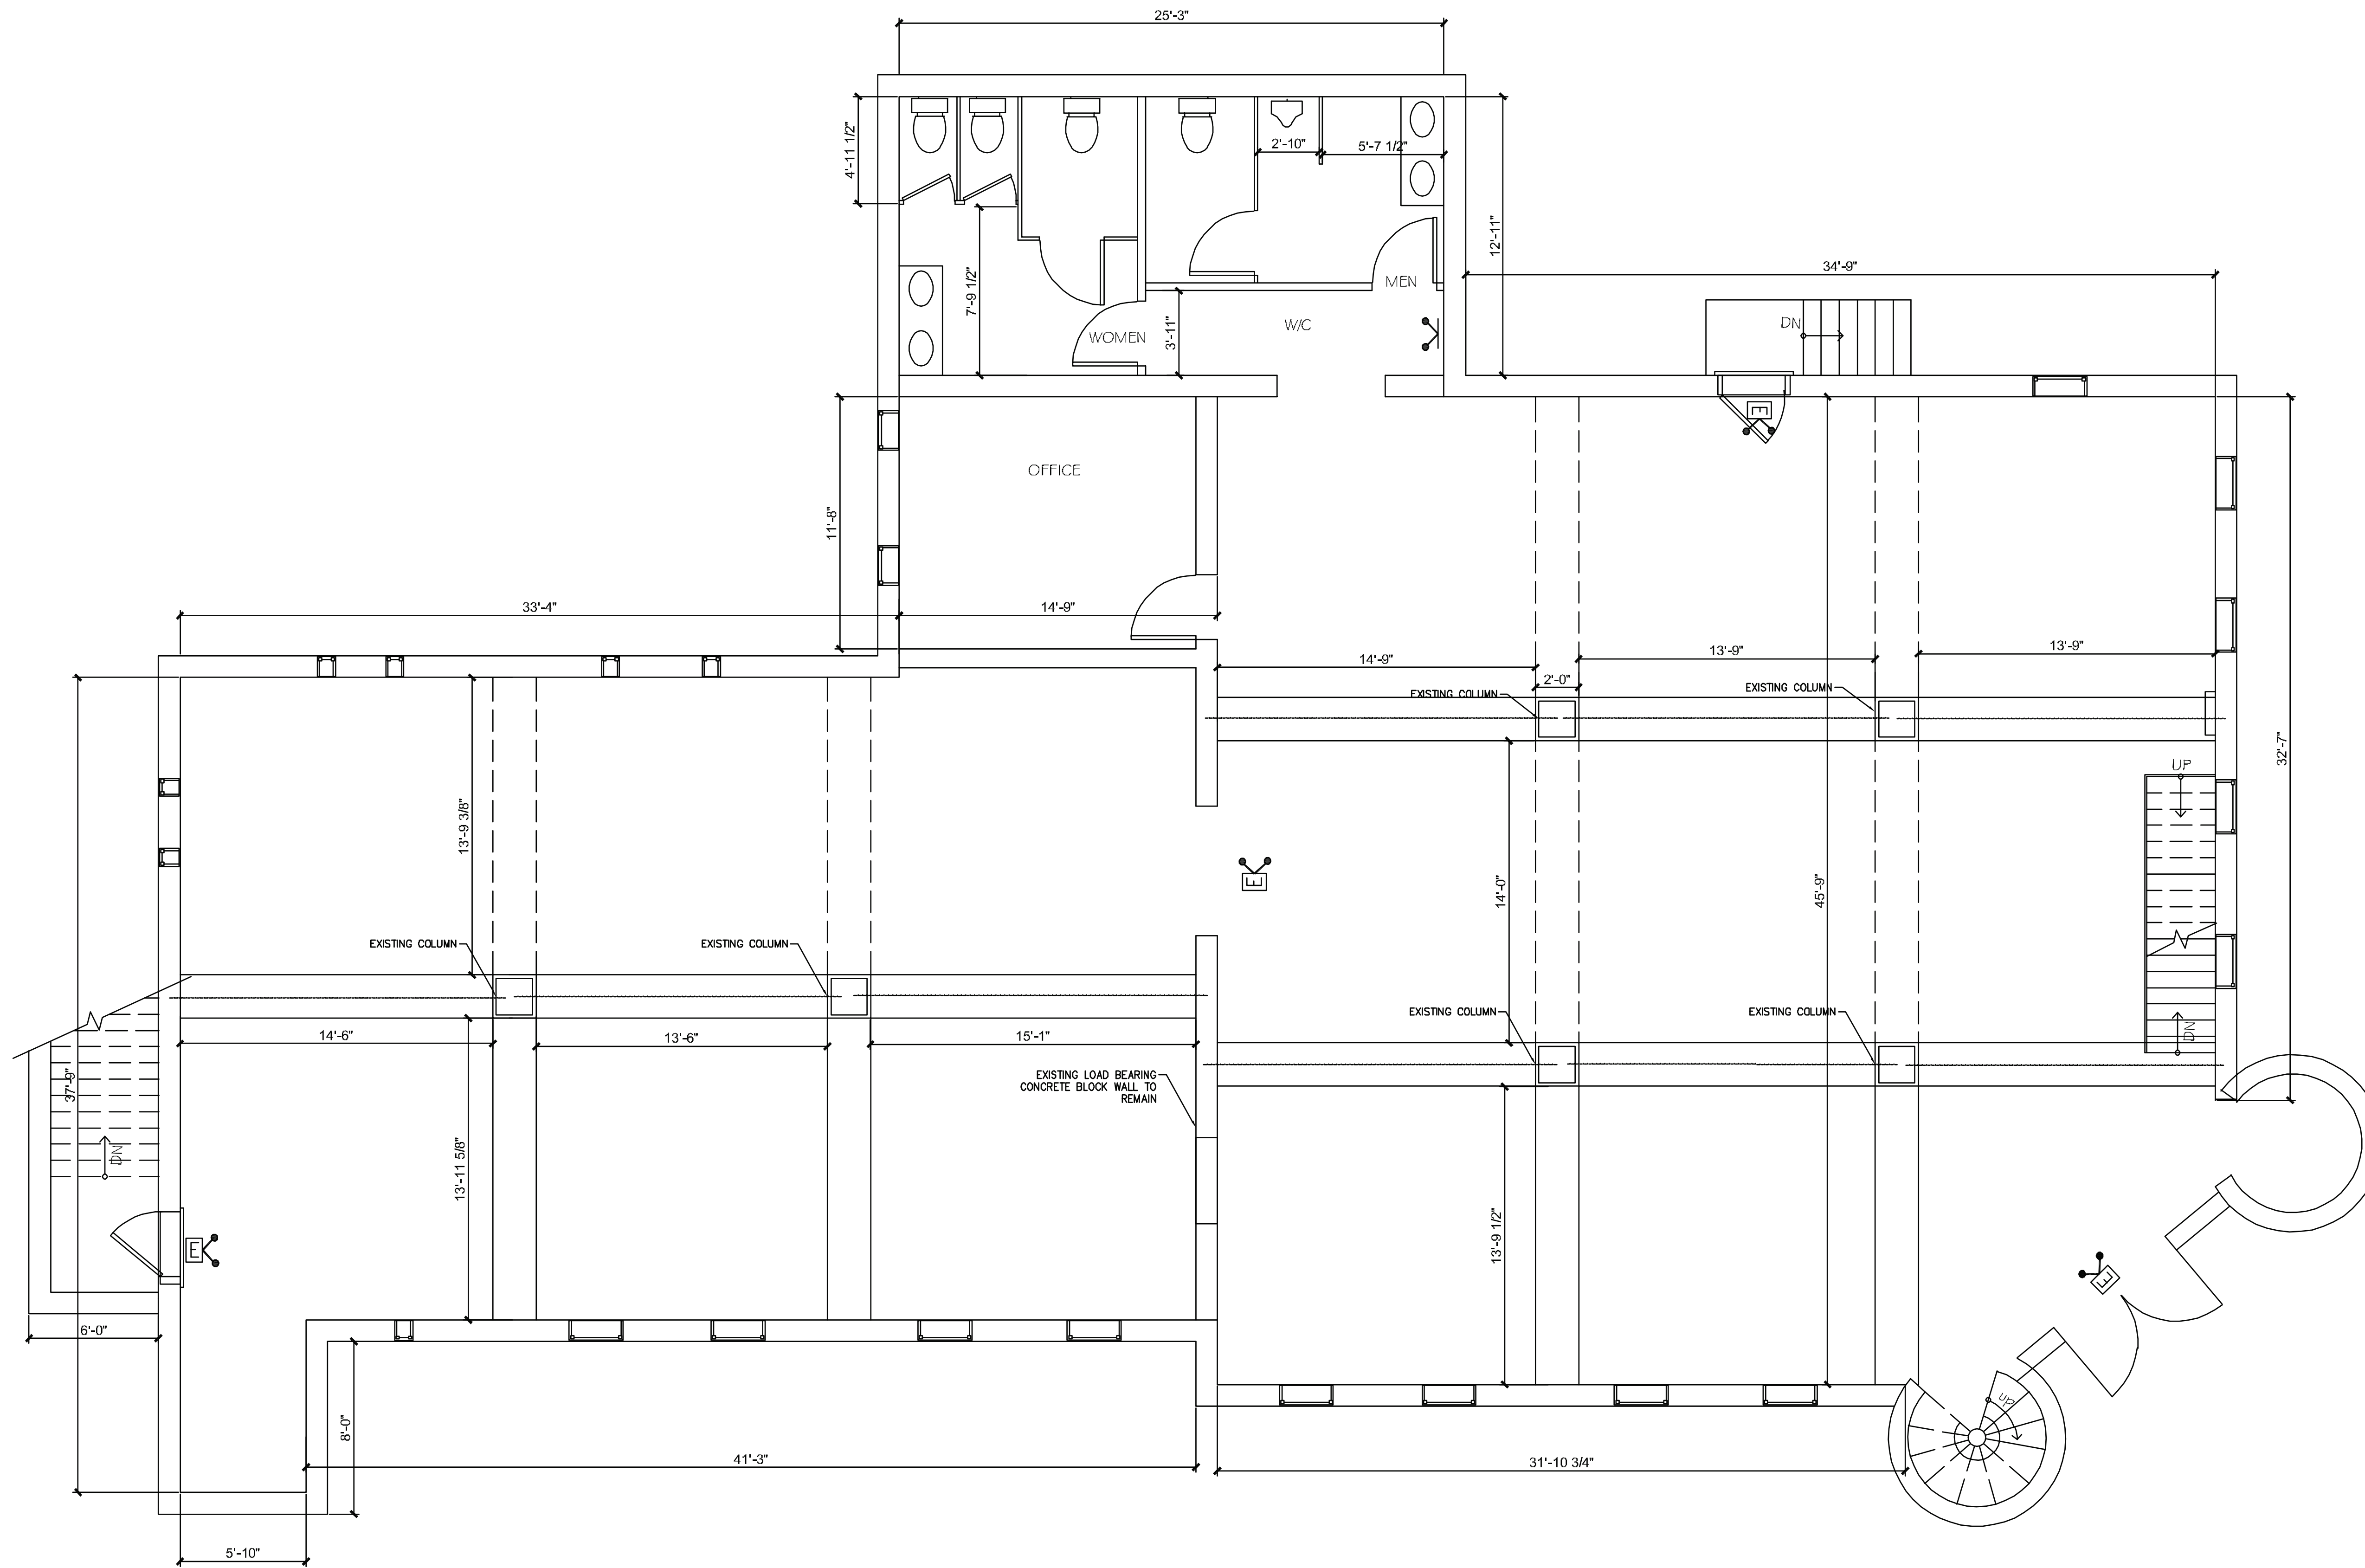 25'-3"
4'-11 1/2"
2'-10"
5'-7 1/2"
12'-11"
7'-9 1/2"
MEN
34'-9"
WOMEN
3'-11"
W/C
DN
E
11'-8"
OFFICE
33'-4"
14'-9"
14'-9"
13'-9"
13'-9"
2'-0"
EXISTING COLUMN
EXISTING COLUMN
32'-7"
UP
13'-9 3/8"
E
14'-0"
45'-9"
EXISTING COLUMN
EXISTING COLUMN
EXISTING COLUMN
EXISTING COLUMN
DN
14'-6"
13'-6"
15'-1"
37'-9"
EXISTING LOAD BEARING
CONCRETE BLOCK WALL TO
REMAIN
DN
13'-11 5/8"
13'-9 1/2"
E
E
6'-0"
UP
8'-0"
41'-3"
31'-10 3/4"
5'-10"